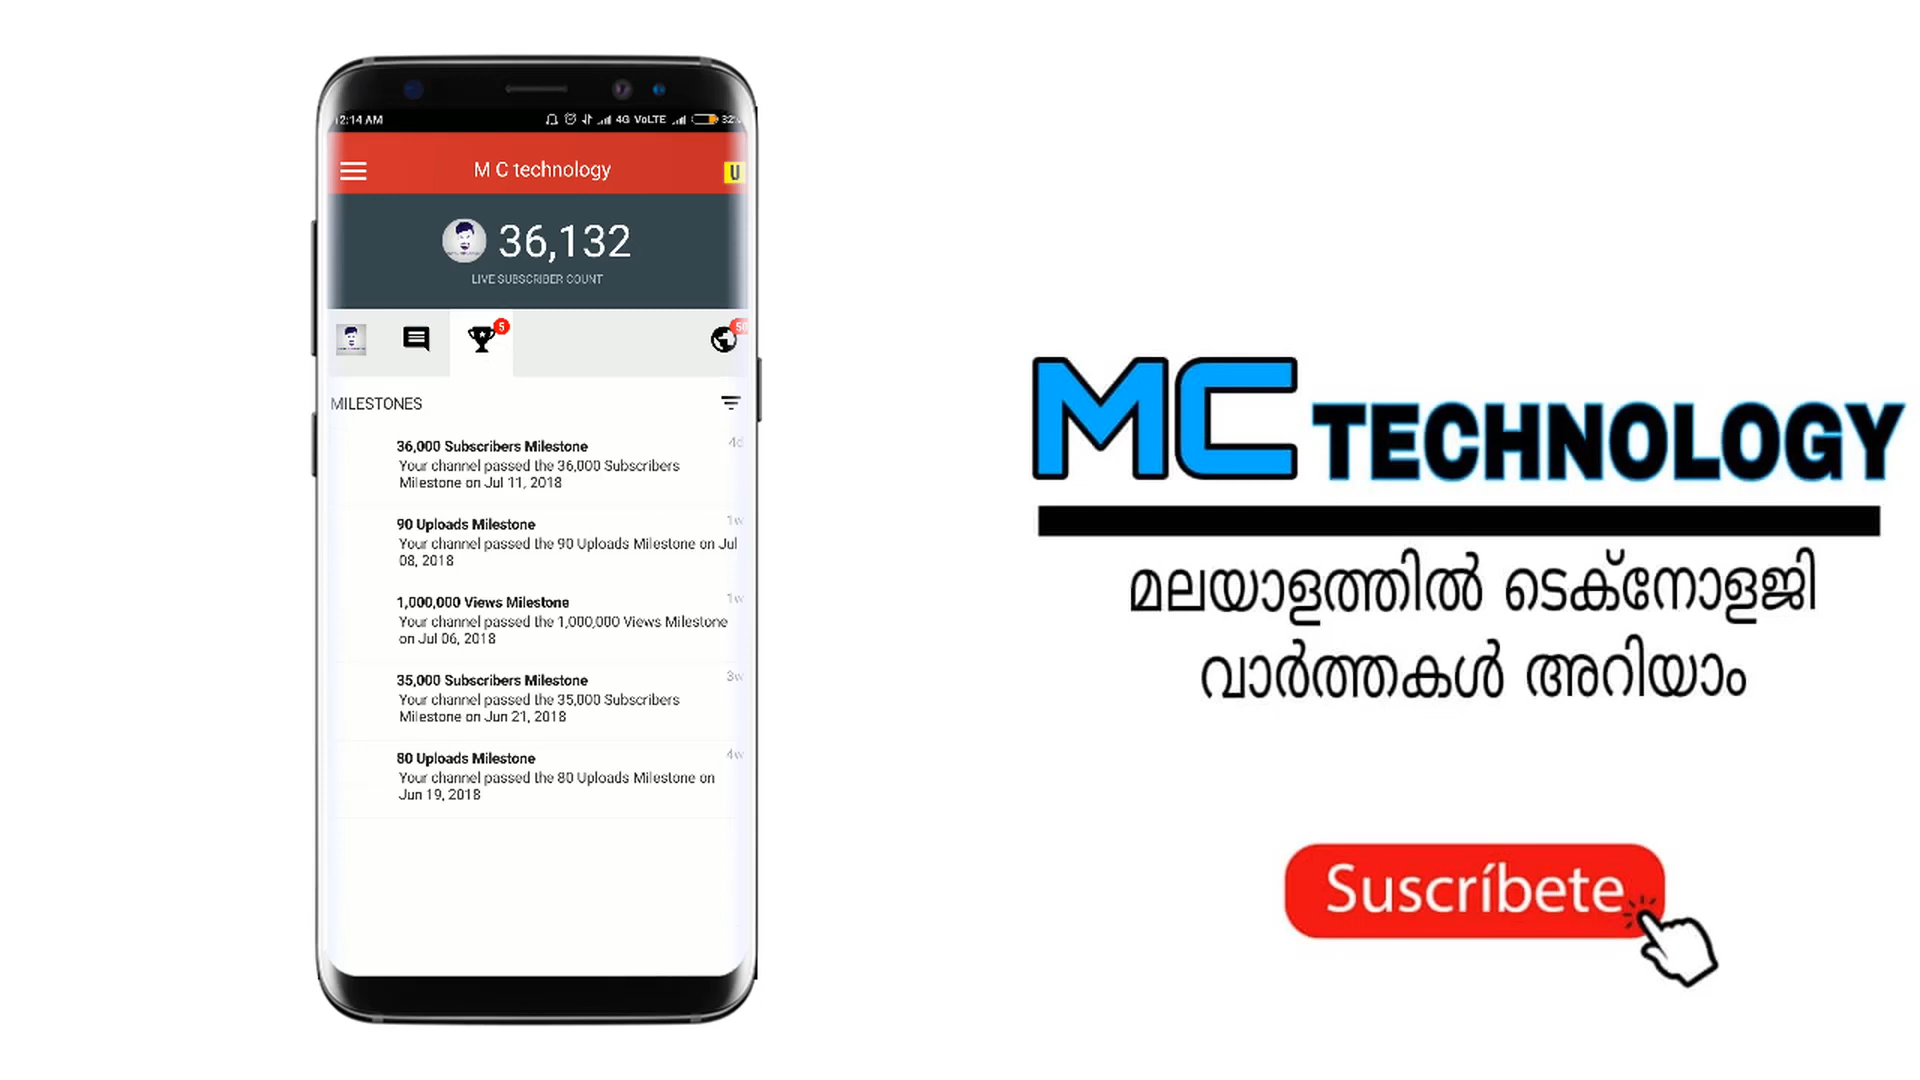 12:14 AM 4G VoLTE 32%
M C technology
U
36,132
LIVE SUBSCRIBER COUNT
5
50
MILESTONES
36,000 Subscribers Milestone 4d
Your channel passed the 36,000 Subscribers
Milestone on Jul 11, 2018
90 Uploads Milestone 1w
Your channel passed the 90 Uploads Milestone on Jul
08, 2018
1,000,000 Views Milestone 1w
Your channel passed the 1,000,000 Views Milestone
on Jul 06, 2018
35,000 Subscribers Milestone 3w
Your channel passed the 35,000 Subscribers
Milestone on Jun 21, 2018
80 Uploads Milestone 4w
Your channel passed the 80 Uploads Milestone on
Jun 19, 2018
MC TECHNOLOGY
മലയാളത്തിൽ ടെക്നോളജി
വാർത്തകൾ അറിയാം
Suscríbete